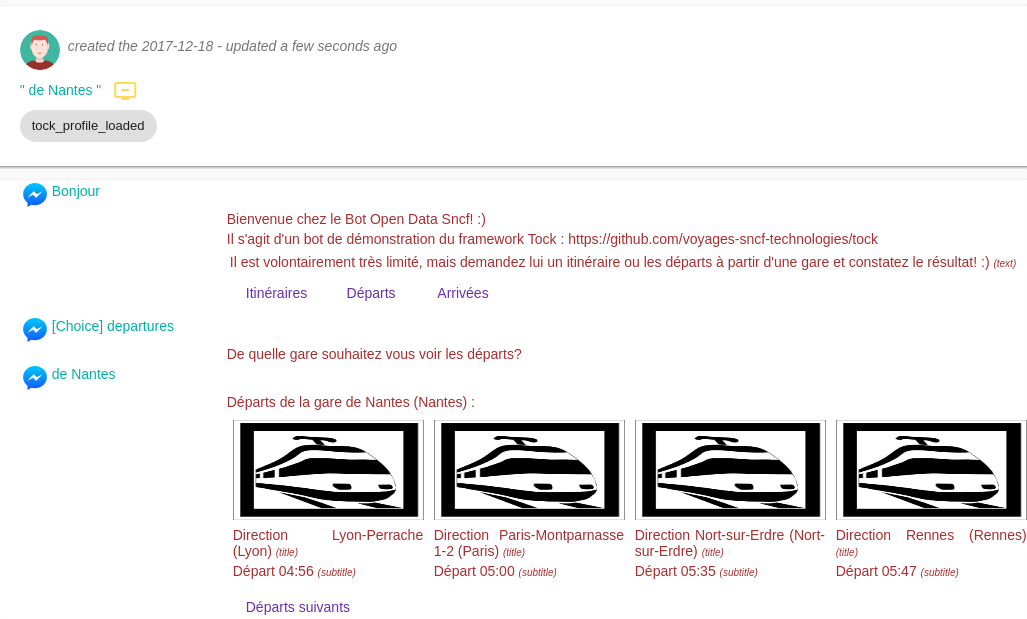 created the 2017-12-18 - updated a few seconds ago
" de Nantes "
tock_profile_loaded
Bonjour
Bienvenue chez le Bot Open Data Sncf! :)
Il s'agit d'un bot de démonstration du framework Tock : https://github.com/voyages-sncf-technologies/tock
Il est volontairement très limité, mais demandez lui un itinéraire ou les départs à partir d'une gare et constatez le résultat! :) (text)
Itinéraires Départs Arrivées
[Choice] departures
De quelle gare souhaitez vous voir les départs?
de Nantes
Départs de la gare de Nantes (Nantes) :
Direction Lyon-Perrache
(Lyon) (title)
Départ 04:56 (subtitle)
Direction Paris-Montparnasse
1-2 (Paris) (title)
Départ 05:00 (subtitle)
Direction Nort-sur-Erdre (Nort-
sur-Erdre) (title)
Départ 05:35 (subtitle)
Direction Rennes (Rennes)
(title)
Départ 05:47 (subtitle)
Départs suivants